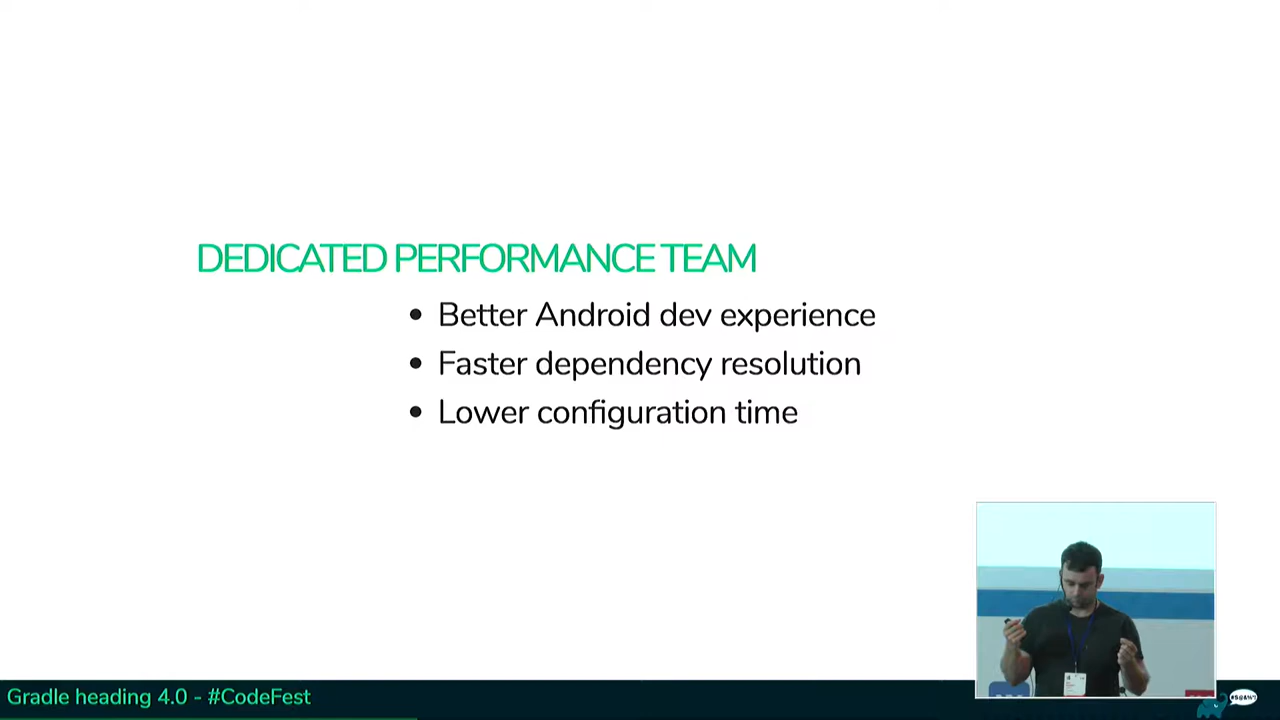 DEDICATED PERFORMANCE TEAM
• Better Android dev experience
• Faster dependency resolution
• Lower configuration time
Gradle heading 4.0 - #CodeFest